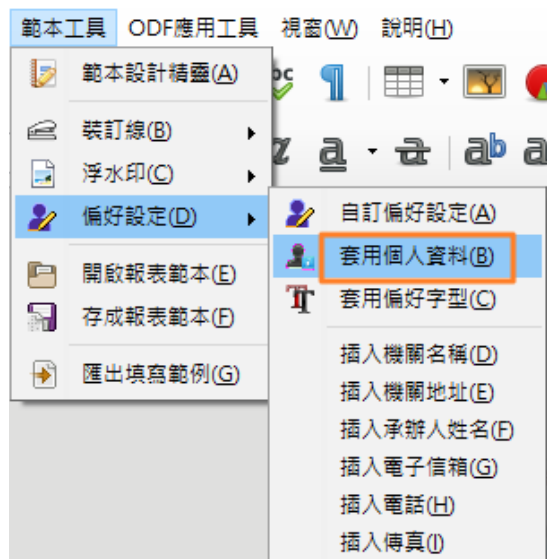 範本工具 ODF應用工具 視窗(W) 說明(H)
範本設計精靈(A)
裝訂線(B)
浮水印(C)
偏好設定(D)
開啟報表範本(E)
存成報表範本(F)
匯出填寫範例(G)
自訂偏好設定(A)
套用個人資料(B)
套用偏好字型(C)
插入機關名稱(D)
插入機關地址(E)
插入承辦人姓名(F)
插入電子信箱(G)
插入電話(H)
插入傳真(I)